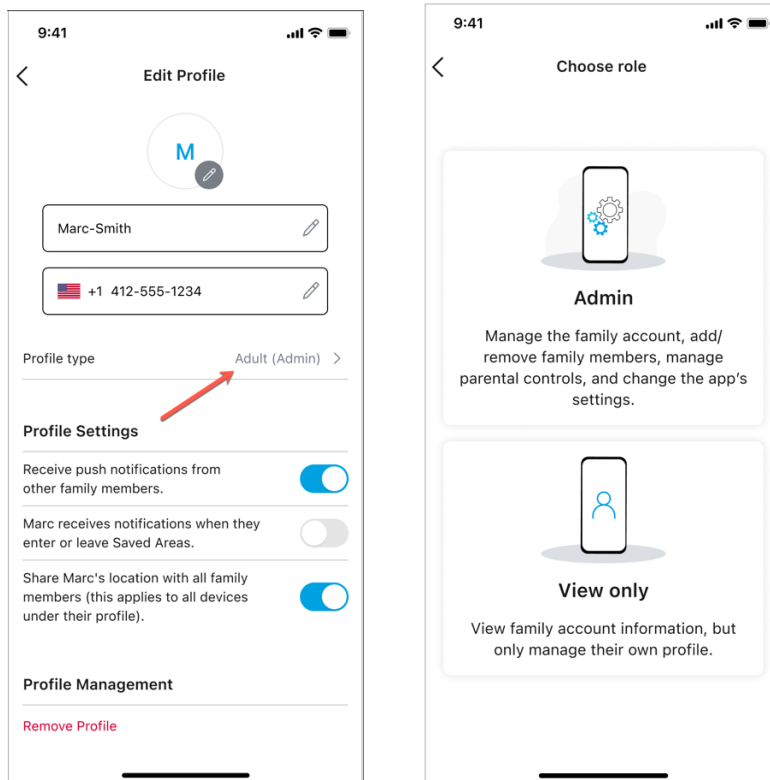 9:41
Edit Profile
M
Marc-Smith
+1 412-555-1234
Profile type
Adult (Admin)
Profile Settings
Receive push notifications from
other family members.
Marc receives notifications when they
enter or leave Saved Areas.
Share Marc's location with all family
members (this applies to all devices
under their profile).
Profile Management
Remove Profile
9:41
Choose role
Admin
Manage the family account, add/
remove family members, manage
parental controls, and change the app's
settings.
View only
View family account information, but
only manage their own profile.